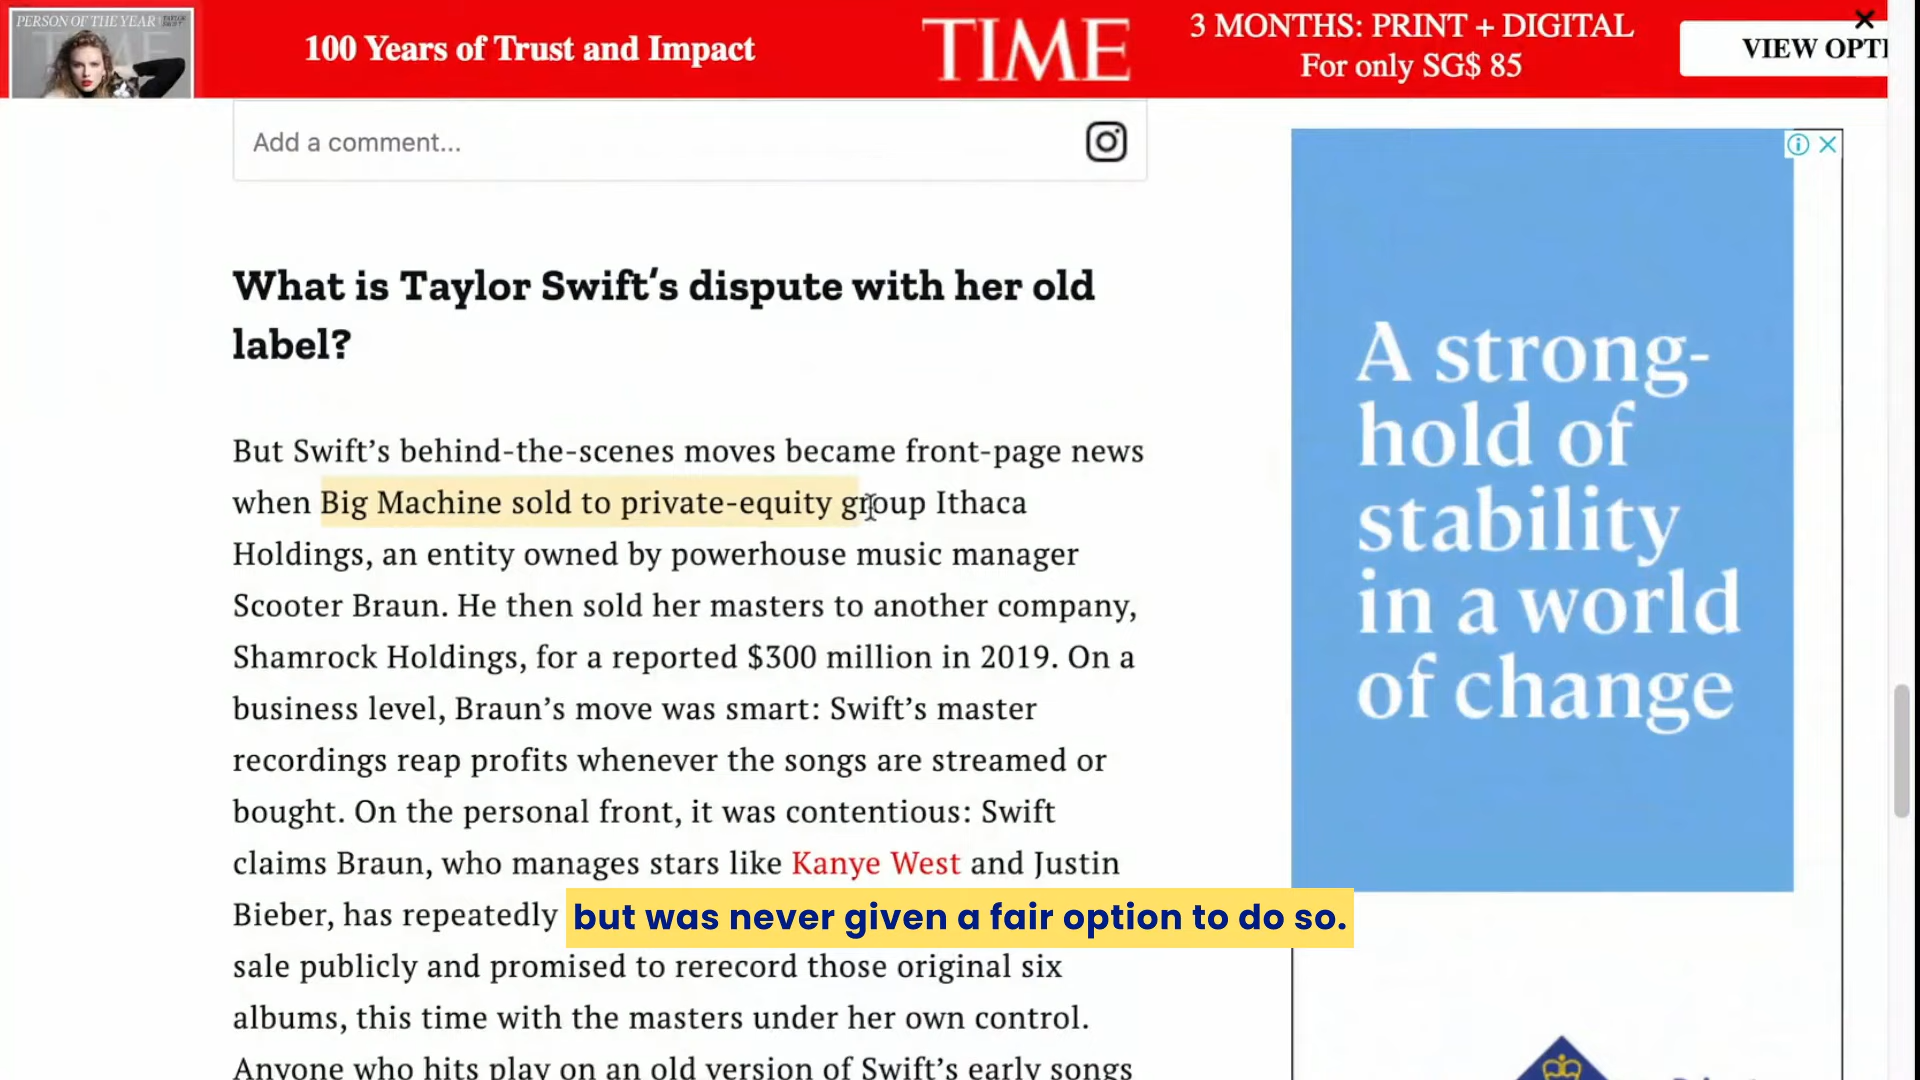 PERSON OF THE YEAR
TIME
100 Years of Trust and Impact
TIME
3 MONTHS: PRINT + DIGITAL
For only SG$ 85
VIEW OPTI
Add a comment...
What is Taylor Swift’s dispute with her old
label?
But Swift’s behind-the-scenes moves became front-page news
when Big Machine sold to private-equity group Ithaca
Holdings, an entity owned by powerhouse music manager
Scooter Braun. He then sold her masters to another company,
Shamrock Holdings, for a reported $300 million in 2019. On a
business level, Braun’s move was smart: Swift’s master
recordings reap profits whenever the songs are streamed or
bought. On the personal front, it was contentious: Swift
claims Braun, who manages stars like Kanye West and Justin
Bieber, has repeatedly
but was never given a fair option to do so.
sale publicly and promised to rerecord those original six
albums, this time with the masters under her own control.
Anyone who hits play on an old version of Swift’s early songs
A strong-
hold of
stability
in a world
of change